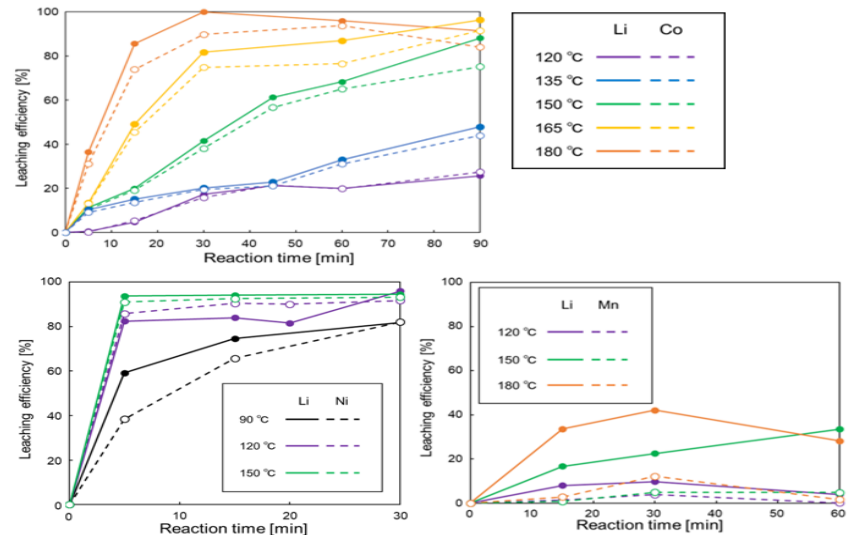 Leaching efficiency [%]
100
80
60
40
20
0
0 10 20 30 40 50 60 70 80 90
Reaction time [min]
Li Co
120 ℃
135 ℃
150 ℃
165 ℃
180 ℃
Leaching efficiency [%]
100
80
60
40
20
0
0 10 20 30
Reaction time [min]
Li Ni
90 ℃
120 ℃
150 ℃
Leaching efficiency [%]
100
80
60
40
20
0
0 10 20 30 40 50 60
Reaction time [min]
Li Mn
120 ℃
150 ℃
180 ℃